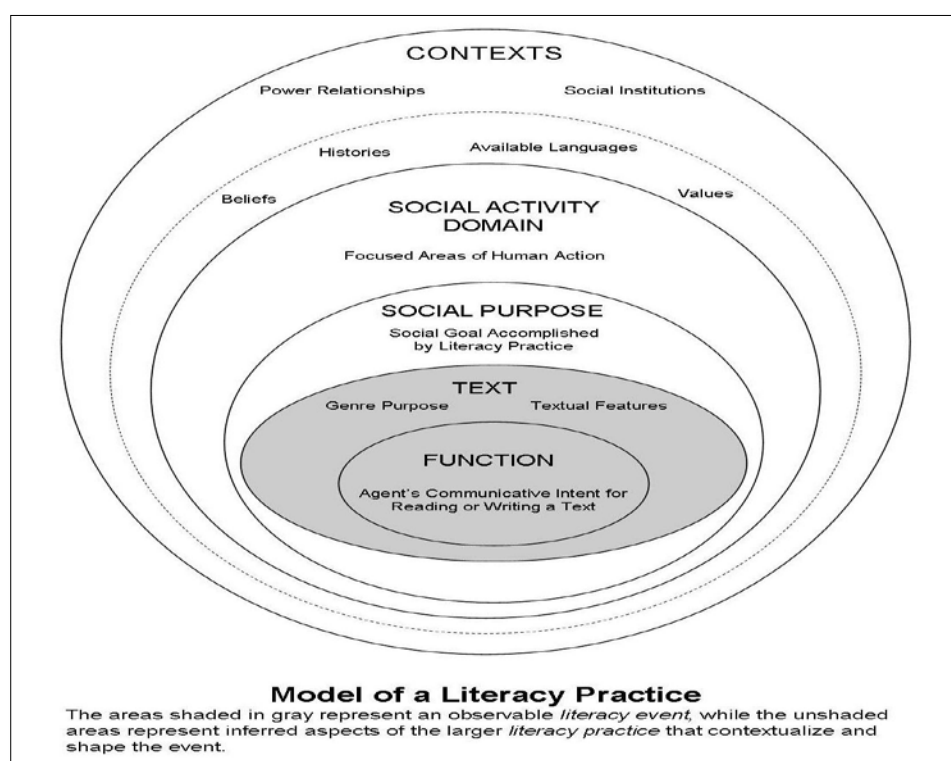 CONTEXTS
Power Relationships
Social Institutions
Histories
Available Languages
Beliefs
Values
SOCIAL ACTIVITY
DOMAIN
Focused Areas of Human Action
SOCIAL PURPOSE
Social Goal Accomplished
by Literacy Practice
TEXT
Genre Purpose
Textual Features
FUNCTION
Agent's Communicative Intent for
Reading or Writing a Text
Model of a Literacy Practice
The areas shaded in gray represent an observable literacy event, while the unshaded
areas represent inferred aspects of the larger literacy practice that contextualize and
shape the event.